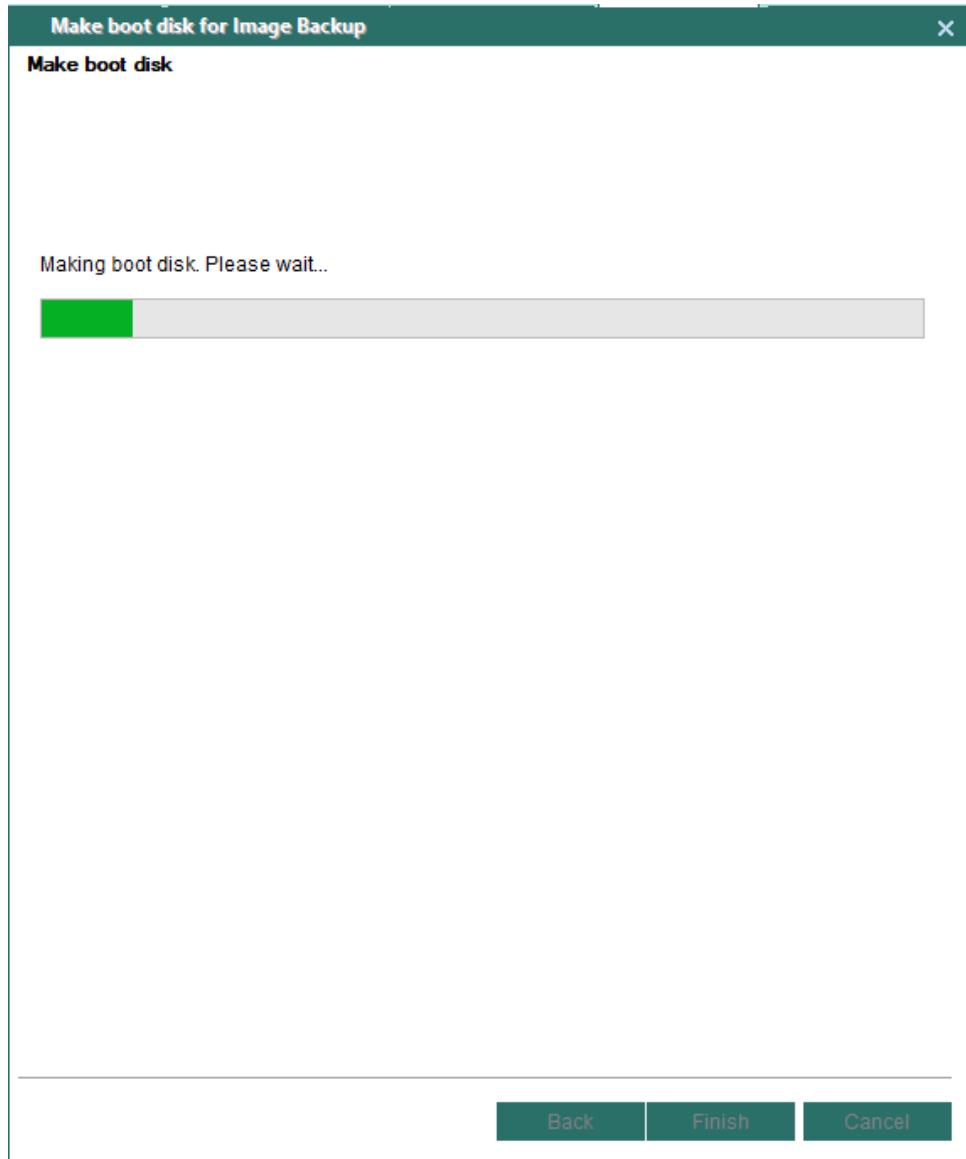 Make boot disk for Image Backup
Make boot disk
Making boot disk. Please wait...
Back Finish Cancel